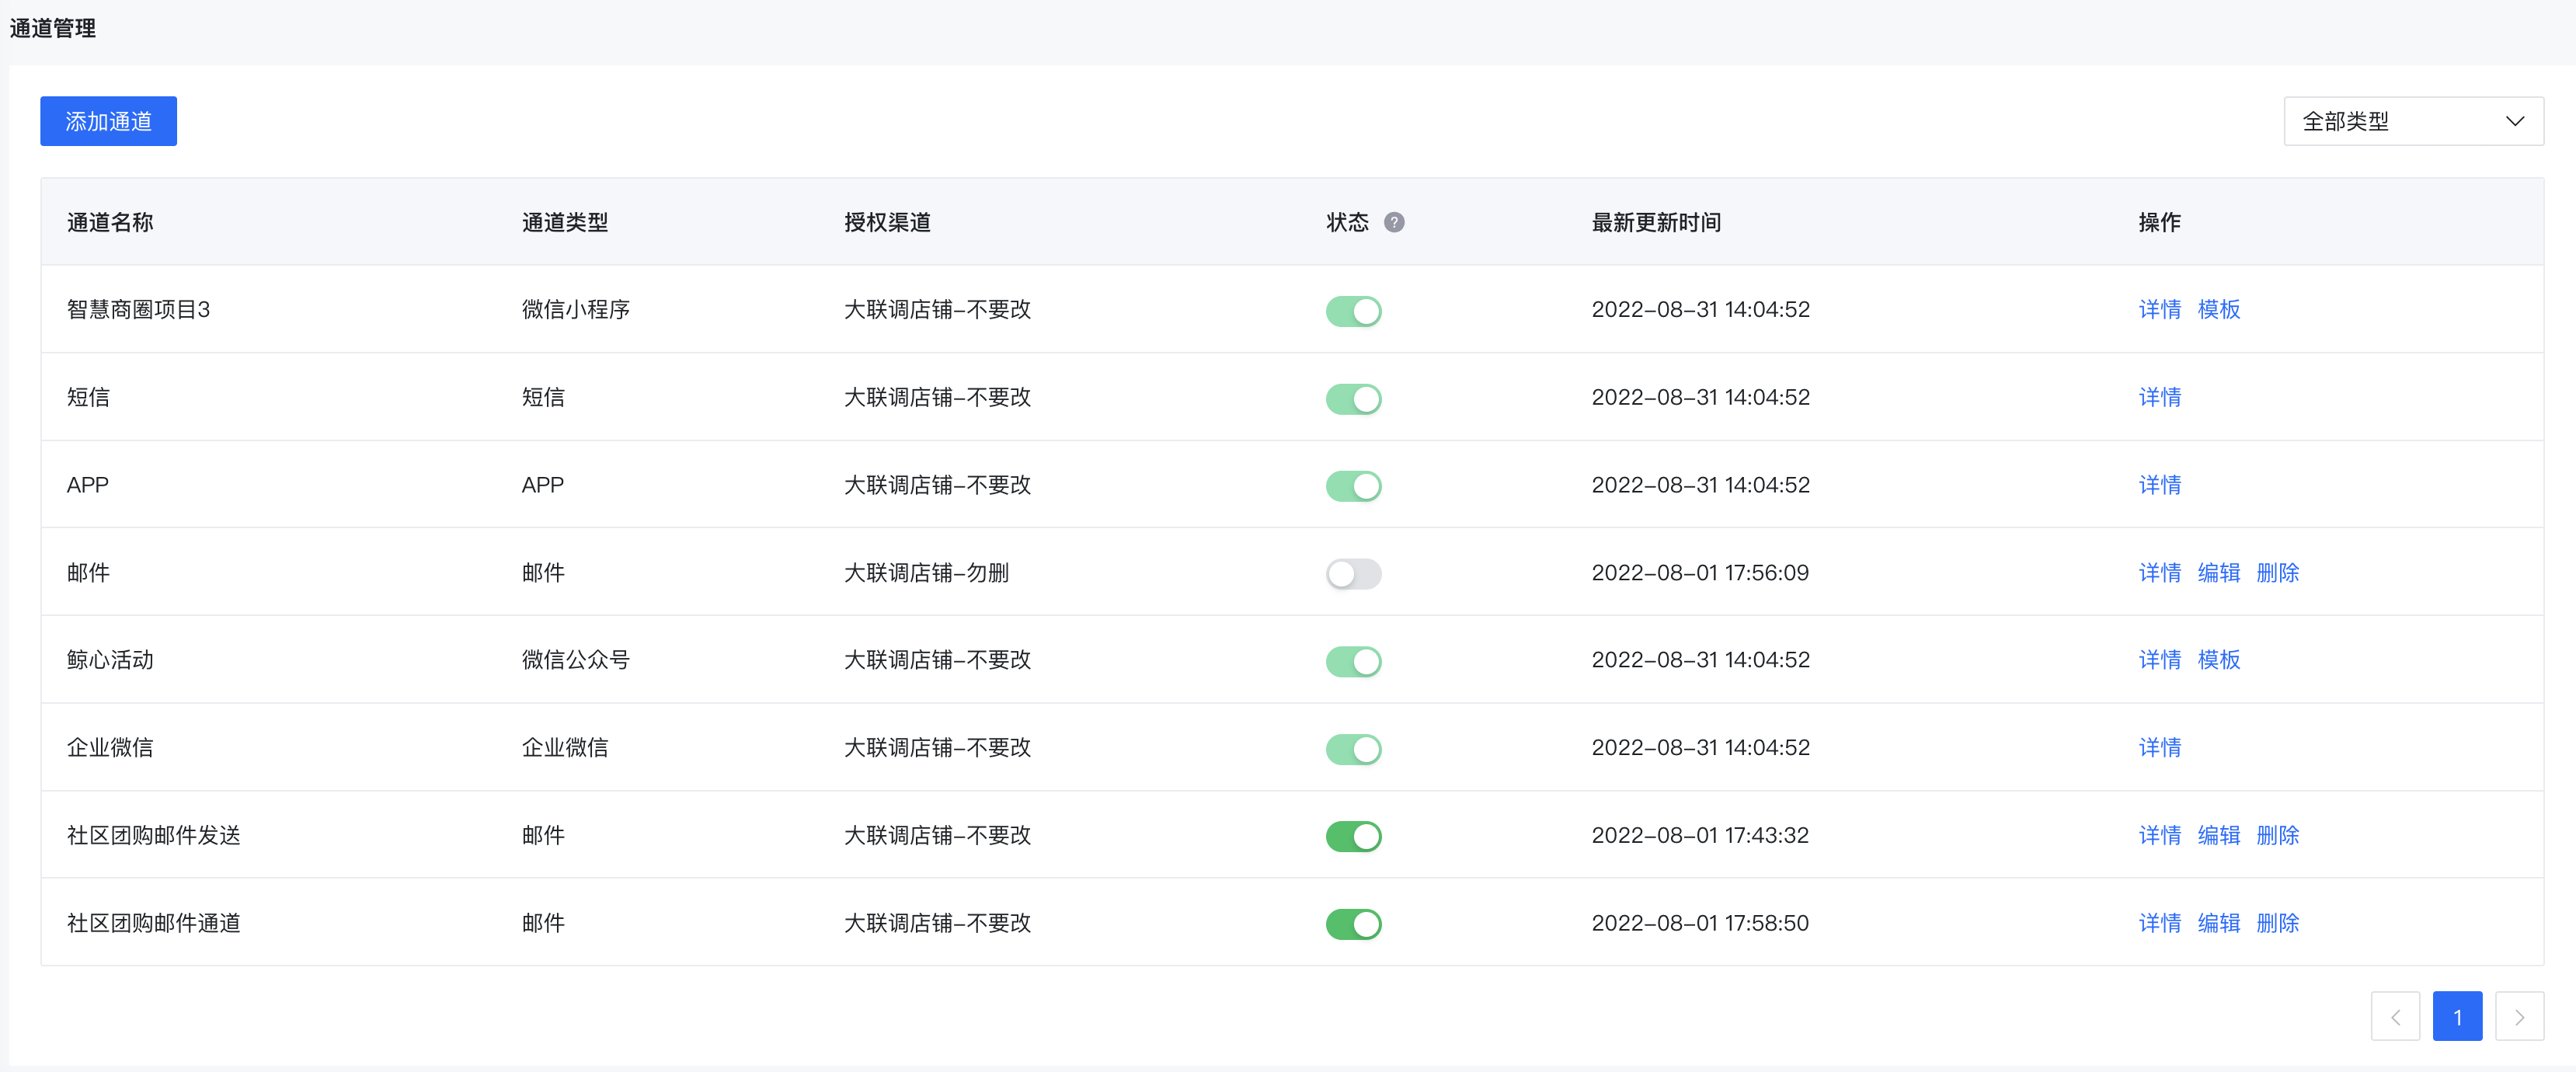 通道管理
添加通道 全部类型
通道名称 通道类型 授权渠道 状态 ? 最新更新时间 操作
智慧商圈项目3 微信小程序 大联调店铺-不要改 2022-08-31 14:04:52 详情 模板
短信 短信 大联调店铺-不要改 2022-08-31 14:04:52 详情
APP APP 大联调店铺-不要改 2022-08-31 14:04:52 详情
邮件 邮件 大联调店铺-勿删 2022-08-01 17:56:09 详情 编辑 删除
鲸心活动 微信公众号 大联调店铺-不要改 2022-08-31 14:04:52 详情 模板
企业微信 企业微信 大联调店铺-不要改 2022-08-31 14:04:52 详情
社区团购邮件发送 邮件 大联调店铺-不要改 2022-08-01 17:43:32 详情 编辑 删除
社区团购邮件通道 邮件 大联调店铺-不要改 2022-08-01 17:58:50 详情 编辑 删除
1